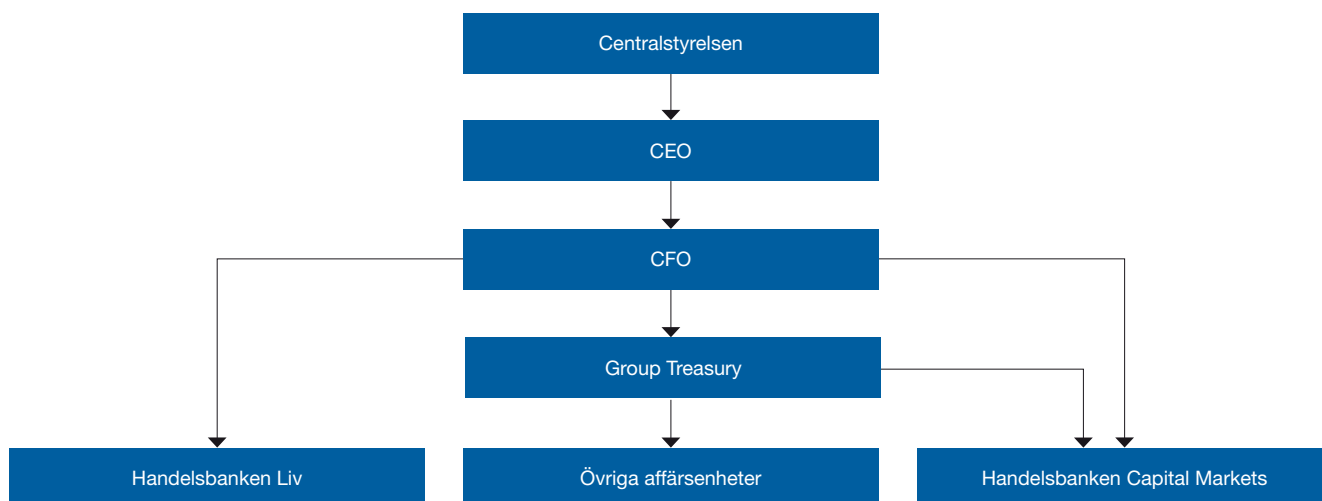 Centralstyrelsen
CEO
CFO
Group Treasury
Handelsbanken Liv
Övriga affärsenheter
Handelsbanken Capital Markets